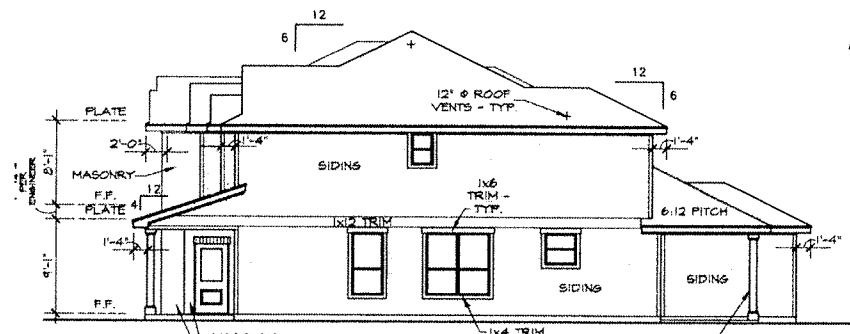 12
6
12
6
12" Φ ROOF
VENTS - TYP.
PLATE
2'-0"
1'-4"
1'-4"
8'-1"
MASONRY
SIDING
PER
ENGINEER
F.F.
12
4
PLATE
1x6
TRIM -
TYP.
1x12 TRIM
6:12 PITCH
1'-4"
1'-4"
9'-1"
SIDING
SIDING
F.F.
1x4 TRIM